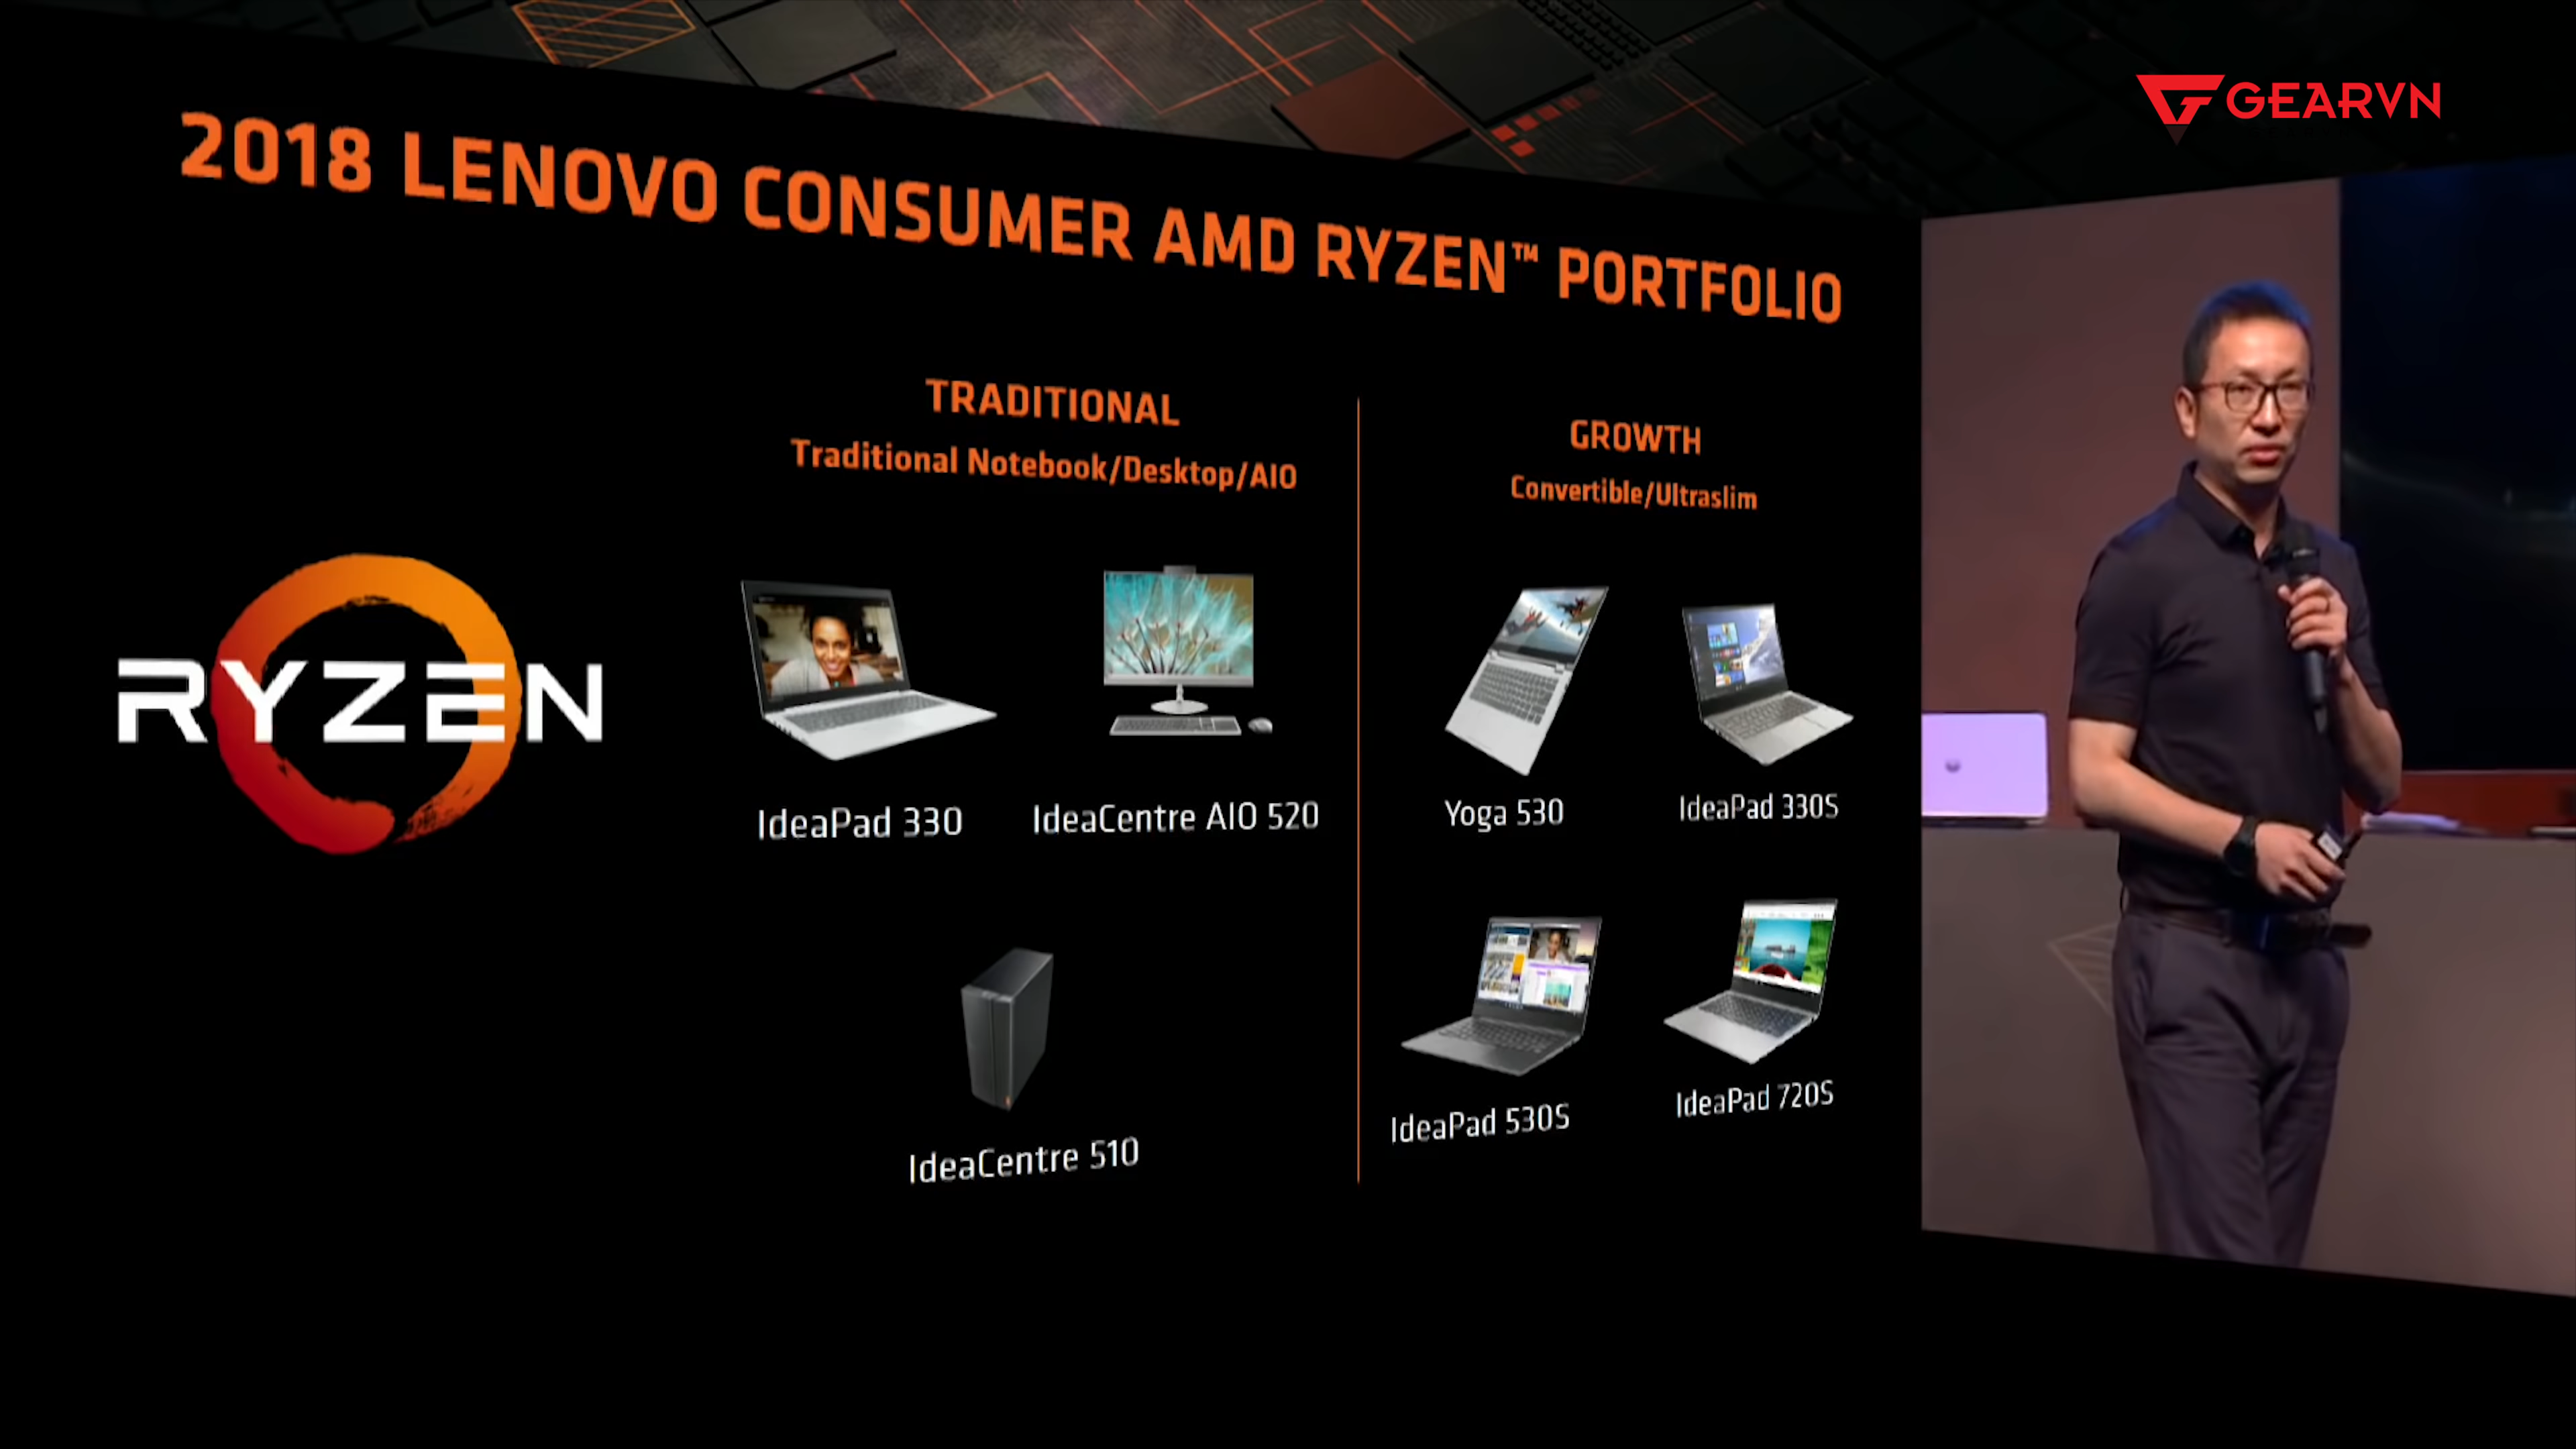 GEARVN
2018 LENOVO CONSUMER AMD RYZEN™ PORTFOLIO
TRADITIONAL
Traditional Notebook/Desktop/AIO
GROWTH
Convertible/Ultraslim
RYZEN
IdeaPad 330
IdeaCentre AIO 520
Yoga 530
IdeaPad 330S
IdeaCentre 510
IdeaPad 530S
IdeaPad 720S